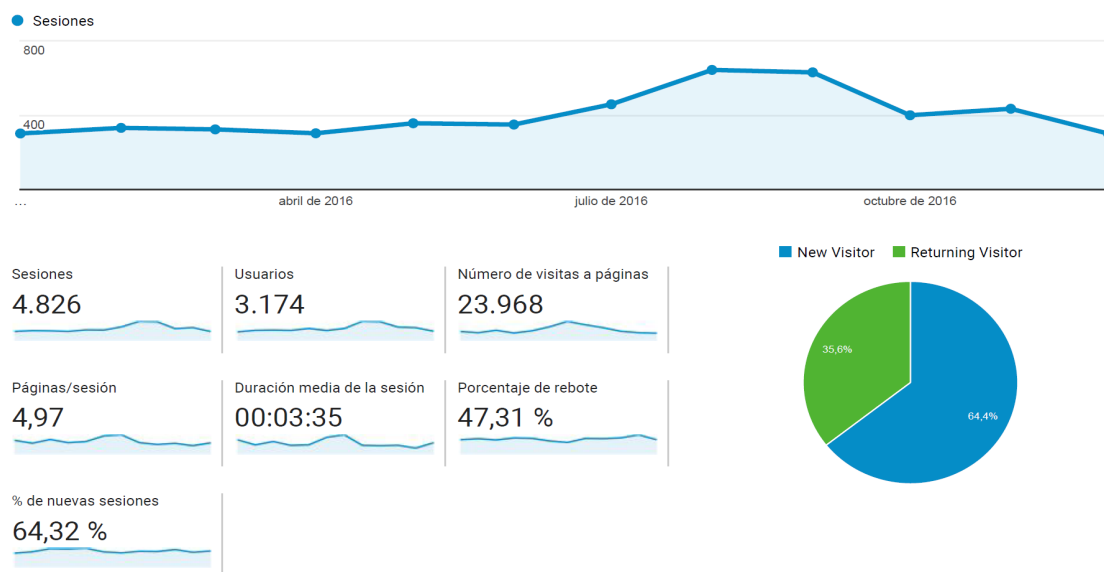 Sesiones
800
400
...
abril de 2016
julio de 2016
octubre de 2016
New Visitor
Returning Visitor
Sesiones
4.826
Usuarios
3.174
Número de visitas a páginas
23.968
35,6%
64,4%
Páginas/sesión
4,97
Duración media de la sesión
00:03:35
Porcentaje de rebote
47,31 %
% de nuevas sesiones
64,32 %